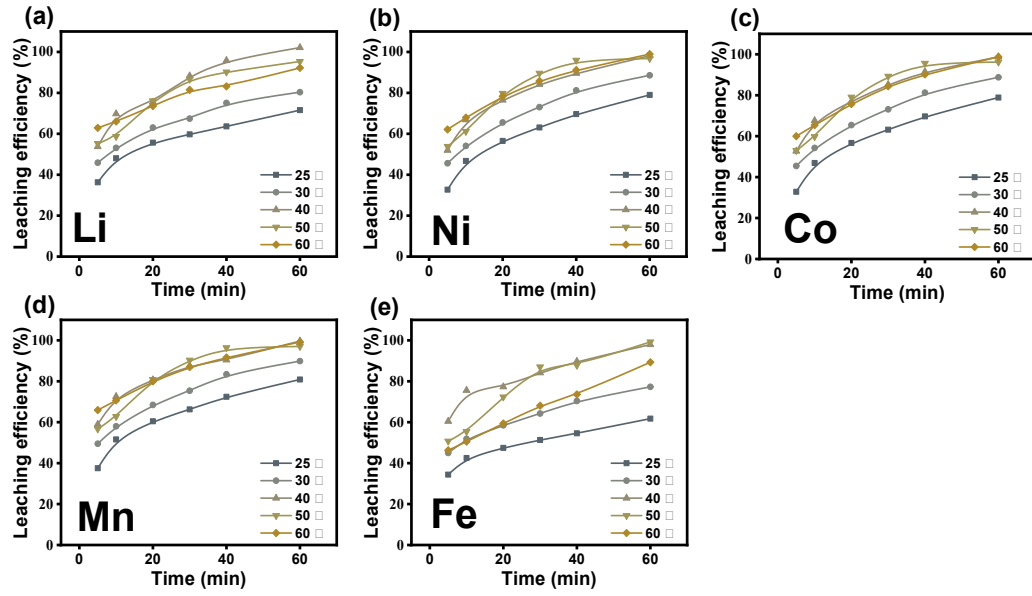 (a)
Leaching efficiency (%)
100
80
60
40
20
0
25 □
30 □
40 □
50 □
60 □
Li
0 20 40 60
Time (min)
(b)
Leaching efficiency (%)
100
80
60
40
20
0
25 □
30 □
40 □
50 □
60 □
Ni
0 20 40 60
Time (min)
(c)
Leaching efficiency (%)
100
80
60
40
20
0
25 □
30 □
40 □
50 □
60 □
Co
0 20 40 60
Time (min)
(d)
Leaching efficiency (%)
100
80
60
40
20
0
25 □
30 □
40 □
50 □
60 □
Mn
0 20 40 60
Time (min)
(e)
Leaching efficiency (%)
100
80
60
40
20
0
25 □
30 □
40 □
50 □
60 □
Fe
0 20 40 60
Time (min)